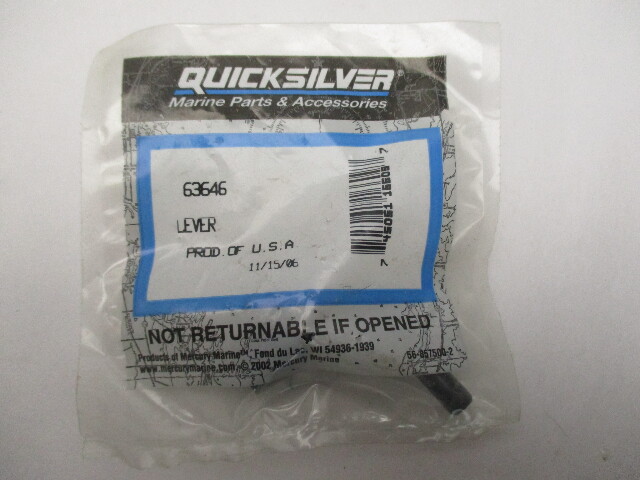 QUICKSILVER®
Marine Parts & Accessories
63646
LEVER
PROD. OF U.S.A
11/15/06
NOT RETURNABLE IF OPENED
Products of Mercury Marine Fond du Lac, WI 54936-1939
www.mercurymarine.com © 2002 Mercury Marine